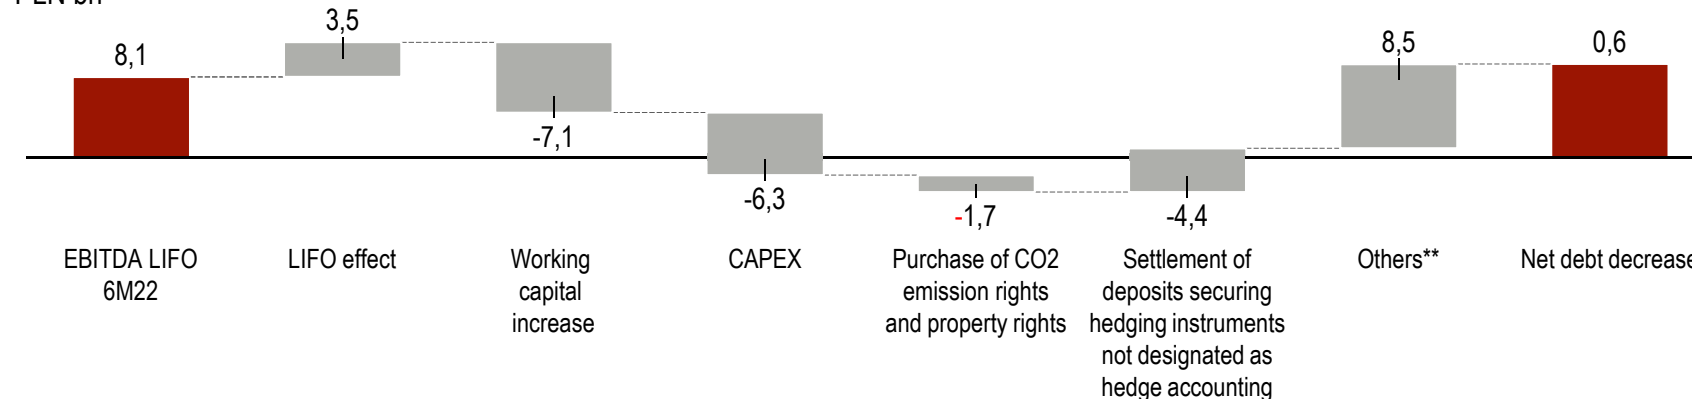 3,5
8,1
8,5
0,6
-7,1
-6,3
-1,7
-4,4
EBITDA LIFO
6M22
LIFO effect
Working
capital
increase
CAPEX
Purchase of CO2
emission rights
and property rights
Settlement of
deposits securing
hedging instruments
not designated as
hedge accounting
Others**
Net debt decrease